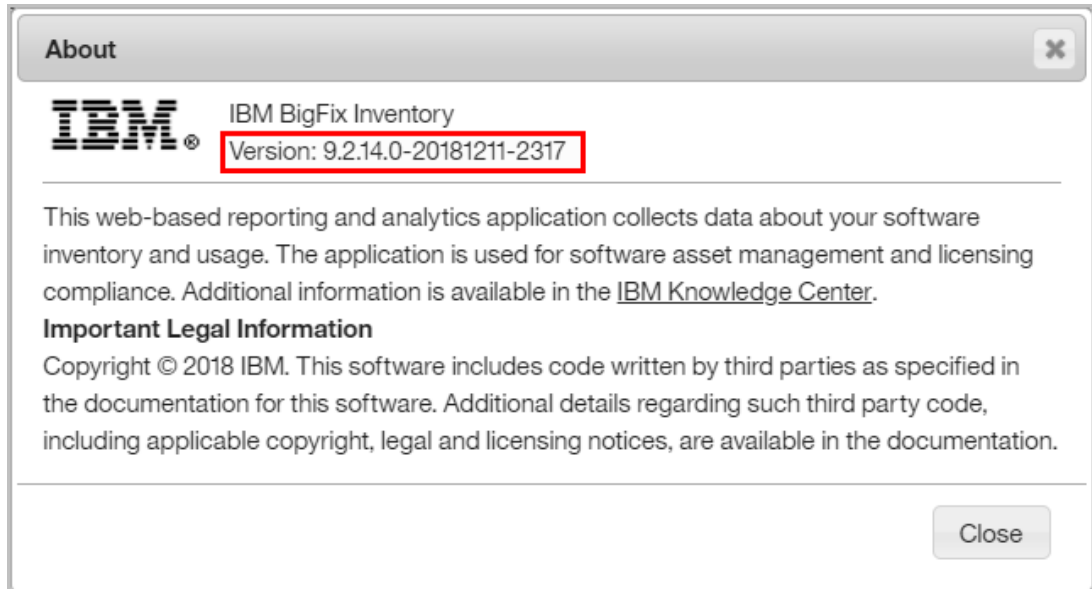 About
IBM®
IBM BigFix Inventory
Version: 9.2.14.0-20181211-2317
This web-based reporting and analytics application collects data about your software
inventory and usage. The application is used for software asset management and licensing
compliance. Additional information is available in the IBM Knowledge Center.
Important Legal Information
Copyright © 2018 IBM. This software includes code written by third parties as specified in
the documentation for this software. Additional details regarding such third party code,
including applicable copyright, legal and licensing notices, are available in the documentation.
Close